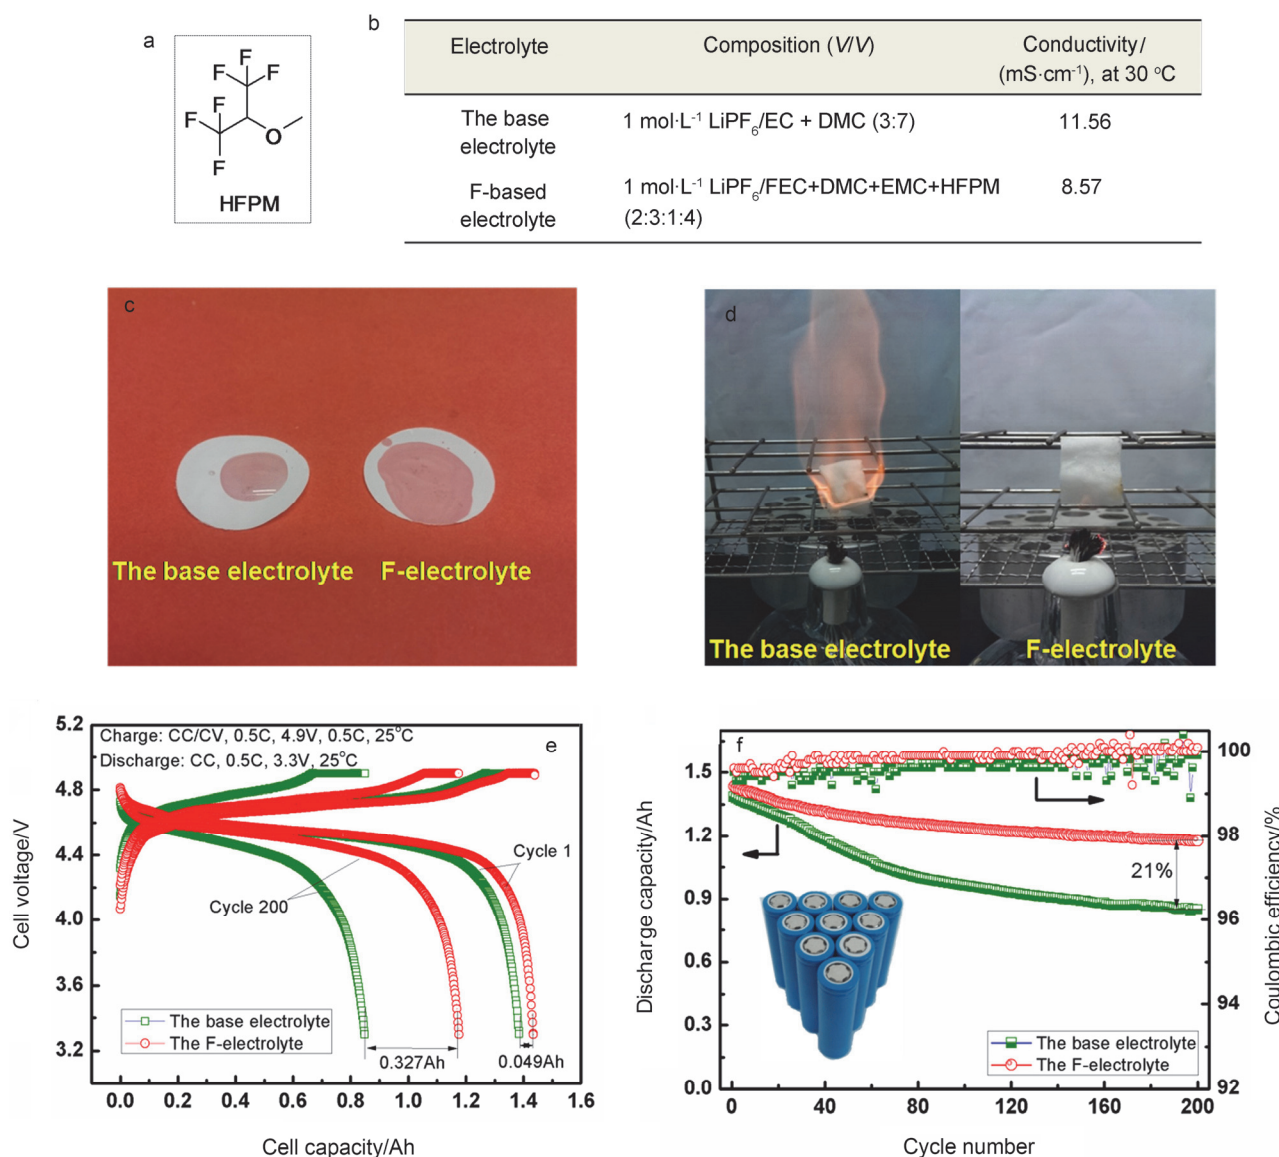 a
F
F
F
F
F
F
O
HFPM
b
Electrolyte Composition (V/V) Conductivity/
(mS·cm⁻¹), at 30 °C
The base
electrolyte
1 mol·L⁻¹ LiPF₆/EC + DMC (3:7) 11.56
F-based
electrolyte
1 mol·L⁻¹ LiPF₆/FEC+DMC+EMC+HFPM 8.57
(2:3:1:4)
c
The base electrolyte F-electrolyte
d
The base electrolyte F-electrolyte
e
Charge: CC/CV, 0.5C, 4.9V, 0.5C, 25°C
Discharge: CC, 0.5C, 3.3V, 25°C
5.2
4.8
4.4
4.0
3.6
3.2
Cell voltage/V
Cycle 1
Cycle 200
The base electrolyte
The F-electrolyte
0.327Ah
0.049Ah
0.0 0.2 0.4 0.6 0.8 1.0 1.2 1.4 1.6
Cell capacity/Ah
f
1.5
1.2
0.9
0.6
0.3
0.0
Discharge capacity/Ah
21%
100
98
96
94
92
Coulombic efficiency/%
The base electrolyte
The F-electrolyte
0 40 80 120 160 200
Cycle number